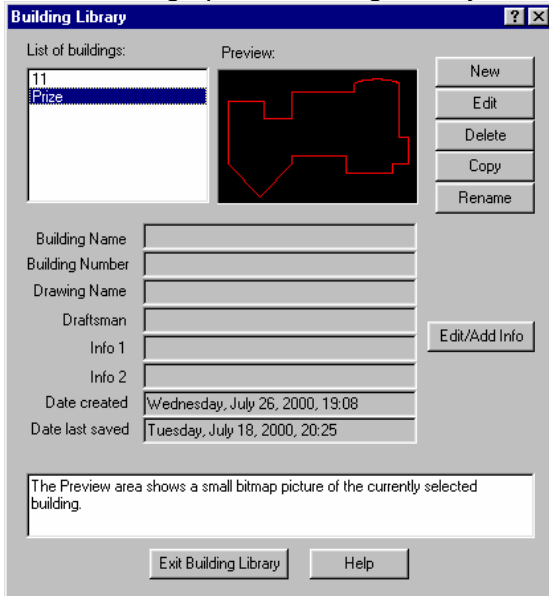 Building Library
List of buildings:
Preview:
11
Prize
New
Edit
Delete
Copy
Rename
Building Name
Building Number
Drawing Name
Draftsman
Info 1
Info 2
Edit/Add Info
Date created Wednesday, July 26, 2000, 19:08
Date last saved Tuesday, July 18, 2000, 20:25
The Preview area shows a small bitmap picture of the currently selected
building.
Exit Building Library
Help